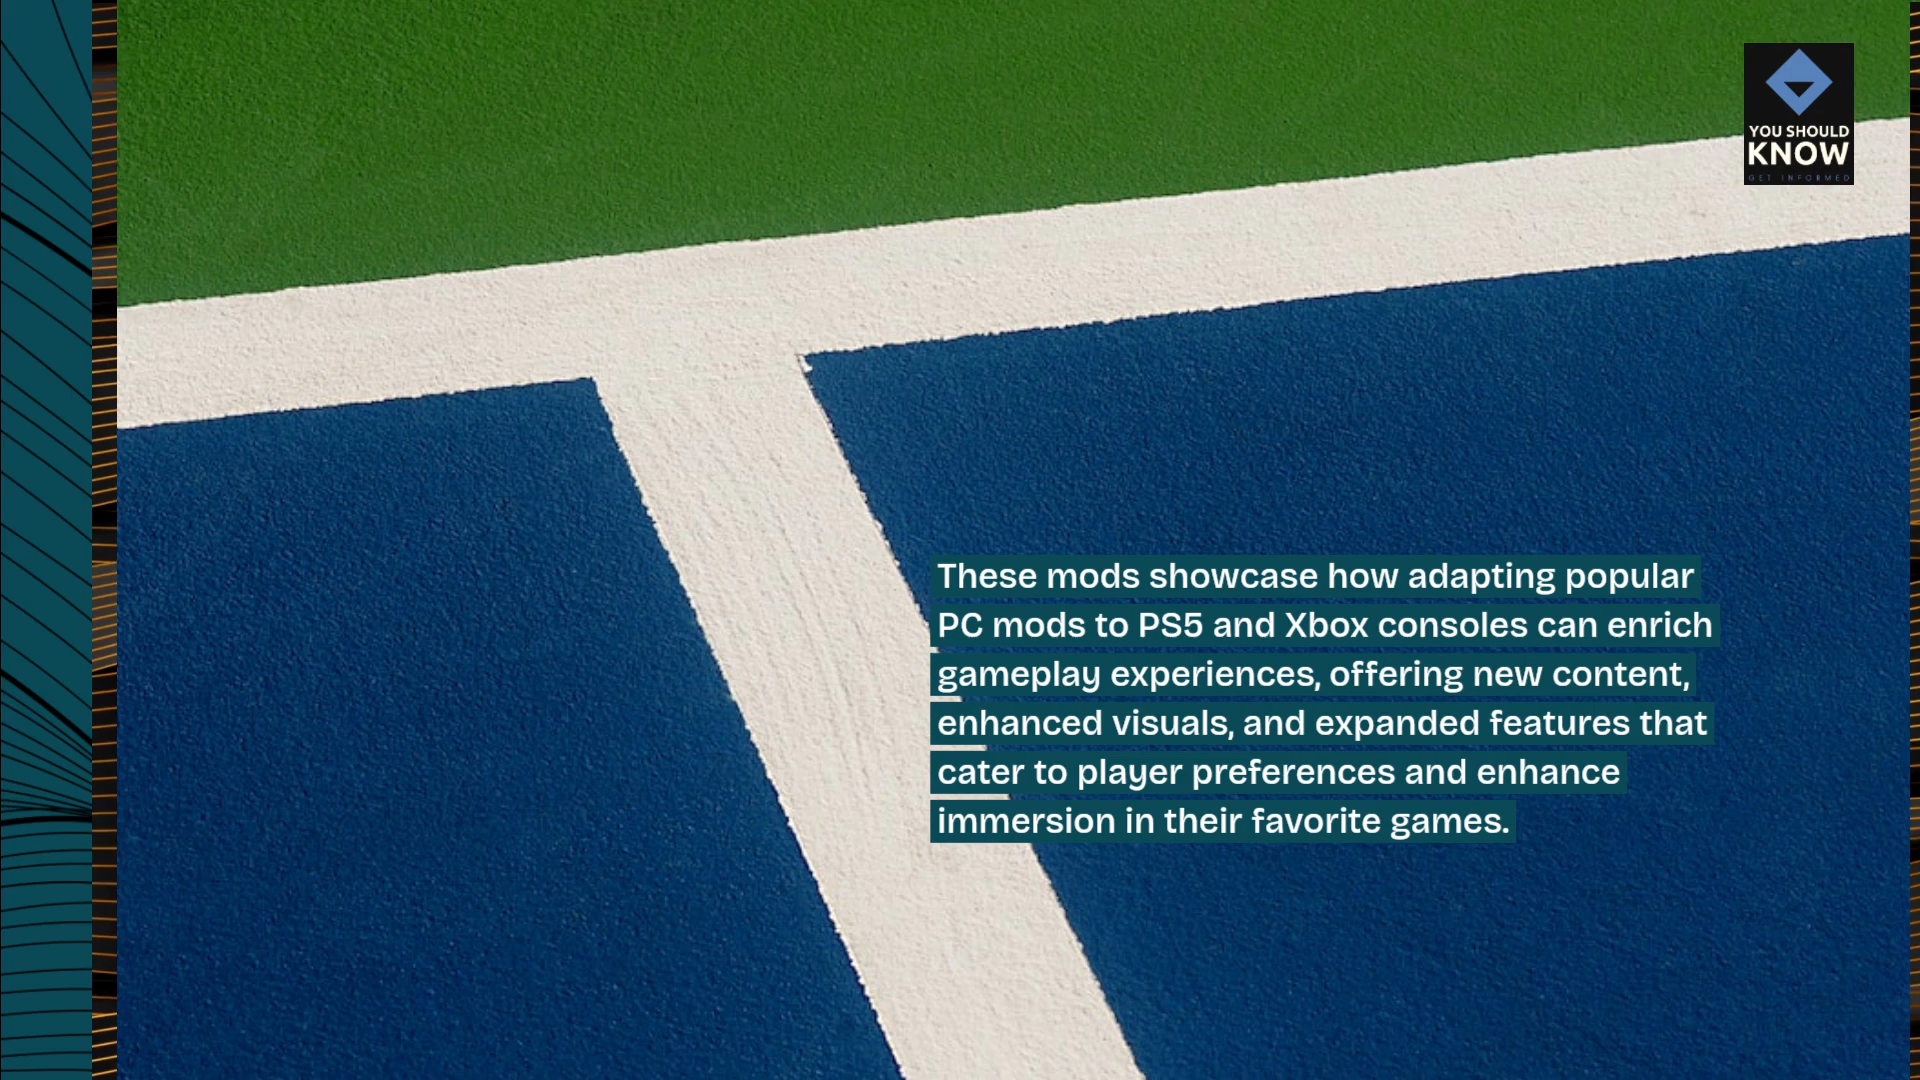 YOU SHOULD
KNOW
GET INFORMED
These mods showcase how adapting popular
PC mods to PS5 and Xbox consoles can enrich
gameplay experiences, offering new content,
enhanced visuals, and expanded features that
cater to player preferences and enhance
immersion in their favorite games.